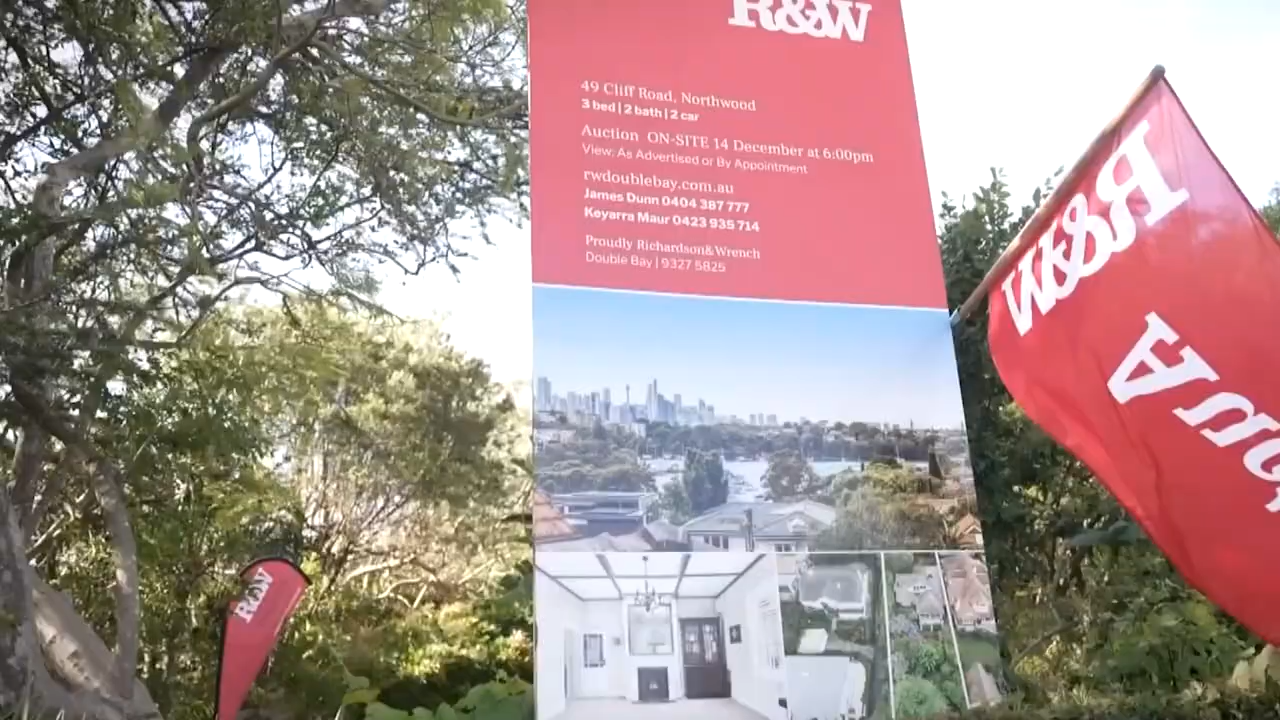 R&W
49 Cliff Road, Northwood
3 bed | 2 bath | 2 car
Auction ON-SITE 14 December at 6:00pm
View: As Advertised or By Appointment
rwdoublebay.com.au
James Dunn 0404 387 777
Keyarra Maur 0423 935 714
Proudly Richardson&Wrench
Double Bay | 9327 5825
R&W
R&W